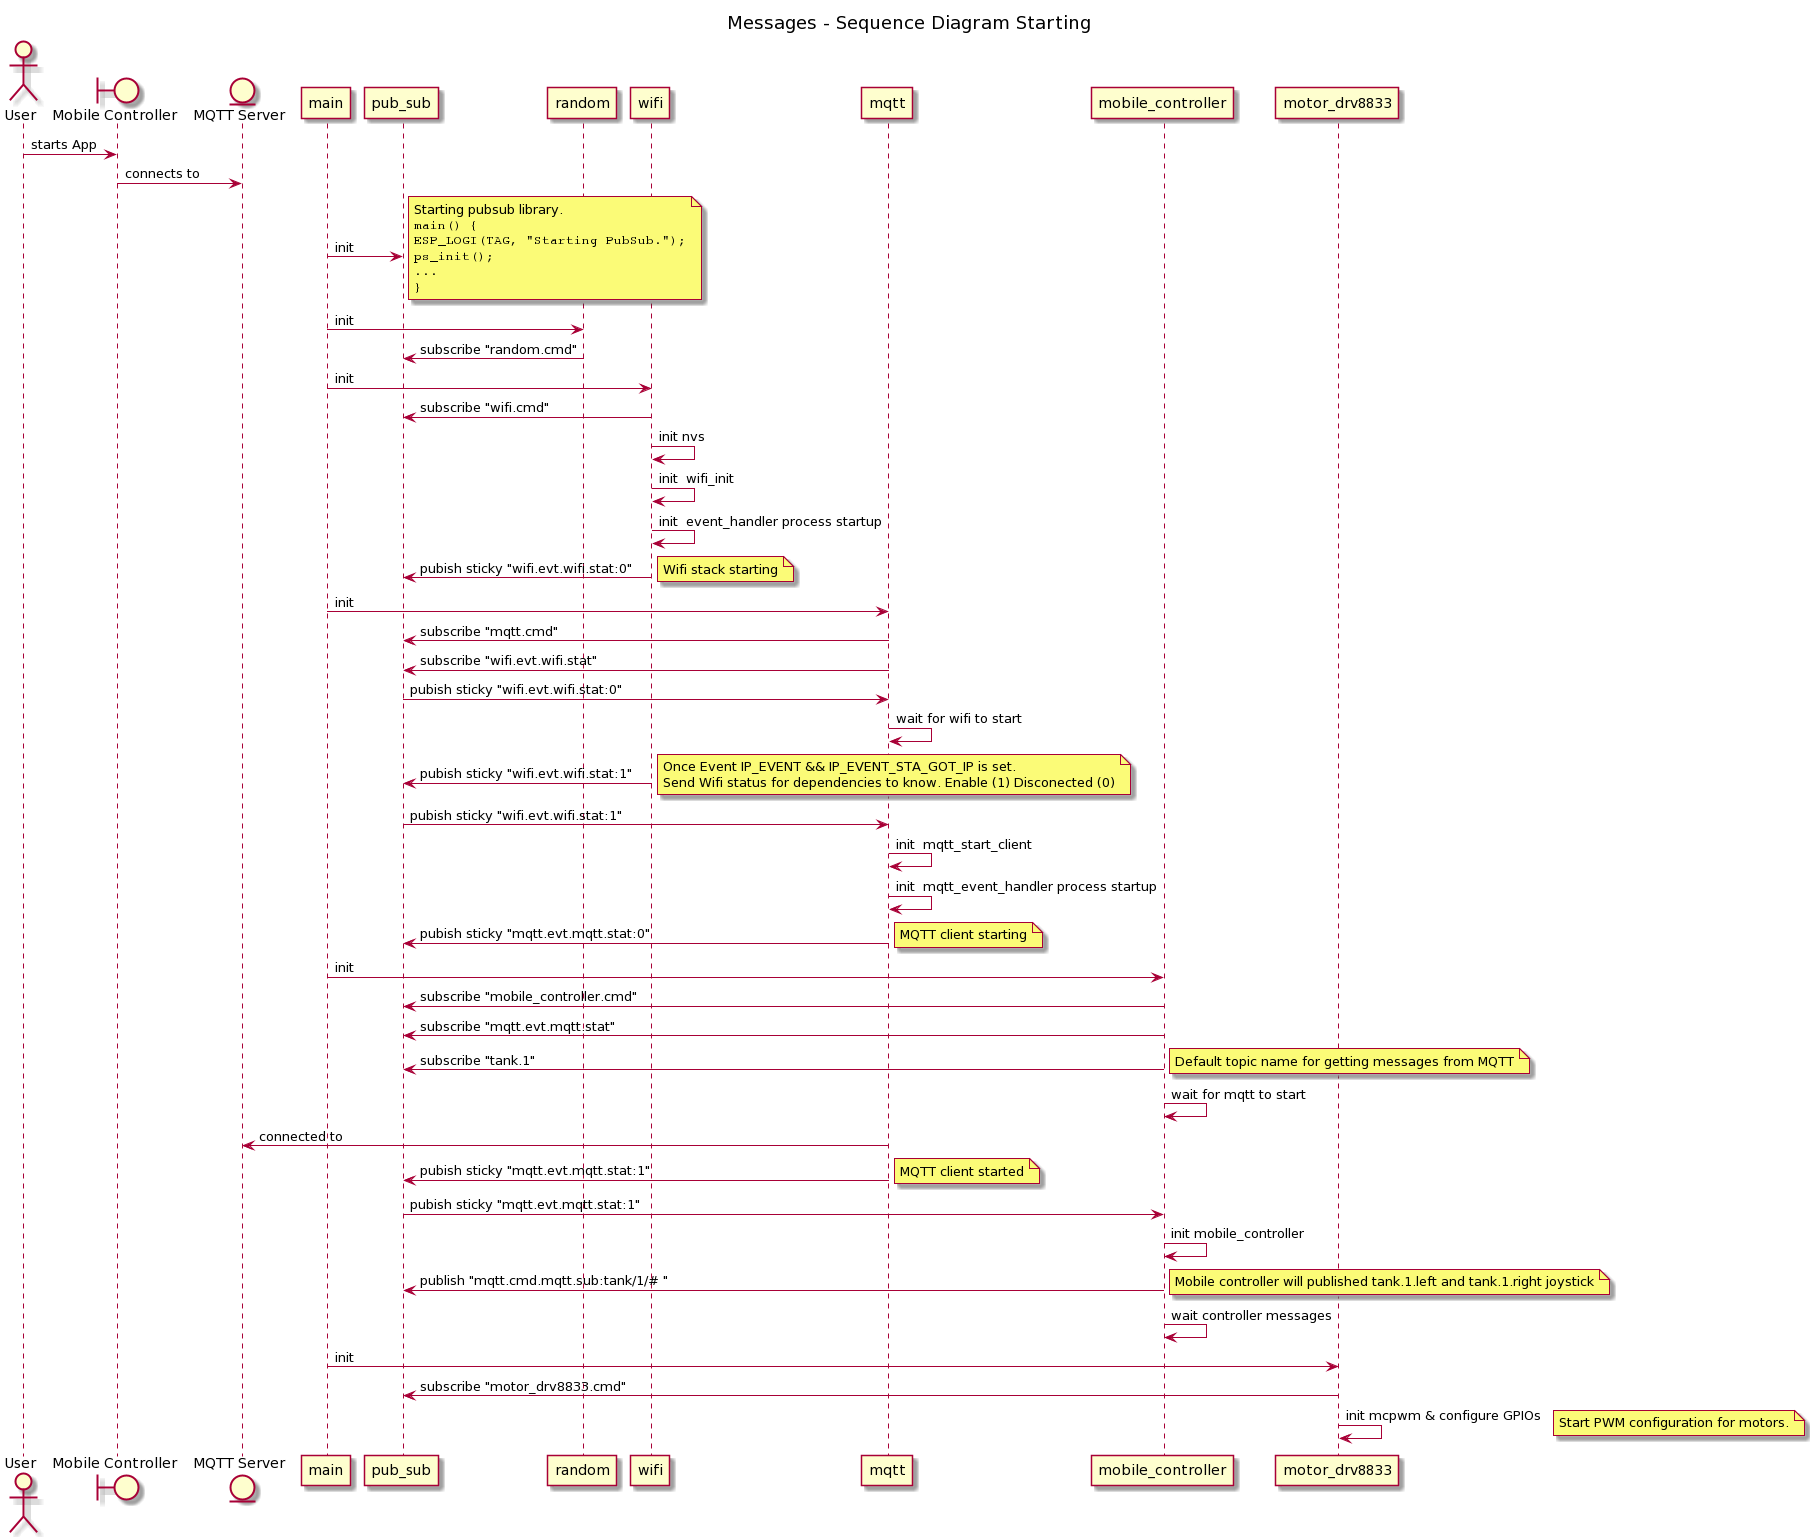 Messages - Sequence Diagram Starting
User
Mobile Controller
MQTT Server
main
pub_sub
random
wifi
mqtt
mobile_controller
motor_drv8833
starts App
connects to
init
Starting pubsub library.
main() {
ESP_LOGI(TAG, "Starting PubSub.");
ps_init();
...
}
init
subscribe "random.cmd"
init
subscribe "wifi.cmd"
init nvs
init  wifi_init
init  event_handler process startup
pubish sticky "wifi.evt.wifi.stat:0"
Wifi stack starting
init
subscribe "mqtt.cmd"
subscribe "wifi.evt.wifi.stat"
pubish sticky "wifi.evt.wifi.stat:0"
wait for wifi to start
pubish sticky "wifi.evt.wifi.stat:1"
Once Event IP_EVENT && IP_EVENT_STA_GOT_IP is set.
Send Wifi status for dependencies to know. Enable (1) Disconected (0)
pubish sticky "wifi.evt.wifi.stat:1"
init  mqtt_start_client
init  mqtt_event_handler process startup
pubish sticky "mqtt.evt.mqtt.stat:0"
MQTT client starting
init
subscribe "mobile_controller.cmd"
subscribe "mqtt.evt.mqtt.stat"
subscribe "tank.1"
Default topic name for getting messages from MQTT
wait for mqtt to start
connected to
pubish sticky "mqtt.evt.mqtt.stat:1"
MQTT client started
pubish sticky "mqtt.evt.mqtt.stat:1"
init mobile_controller
publish "mqtt.cmd.mqtt.sub:tank/1/# "
Mobile controller will published tank.1.left and tank.1.right joystick
wait controller messages
init
subscribe "motor_drv8833.cmd"
init mcpwm & configure GPIOs
Start PWM configuration for motors.
User
Mobile Controller
MQTT Server
main
pub_sub
random
wifi
mqtt
mobile_controller
motor_drv8833